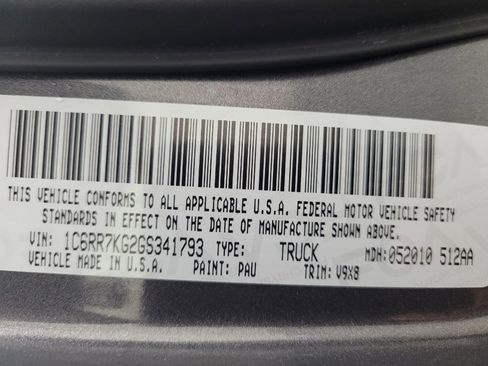 THIS VEHICLE CONFORMS TO ALL APPLICABLE U.S.A. FEDERAL MOTOR VEHICLE SAFETY
STANDARDS IN EFFECT ON THE DATE OF MANUFACTURE SHOWN ABOVE.
VIN: 1C6RR7KG2GS341793 TYPE: TRUCK MDH:052010 512AA
VEHICLE MADE IN U.S.A. PAINT: PAU TRIM: V9X8